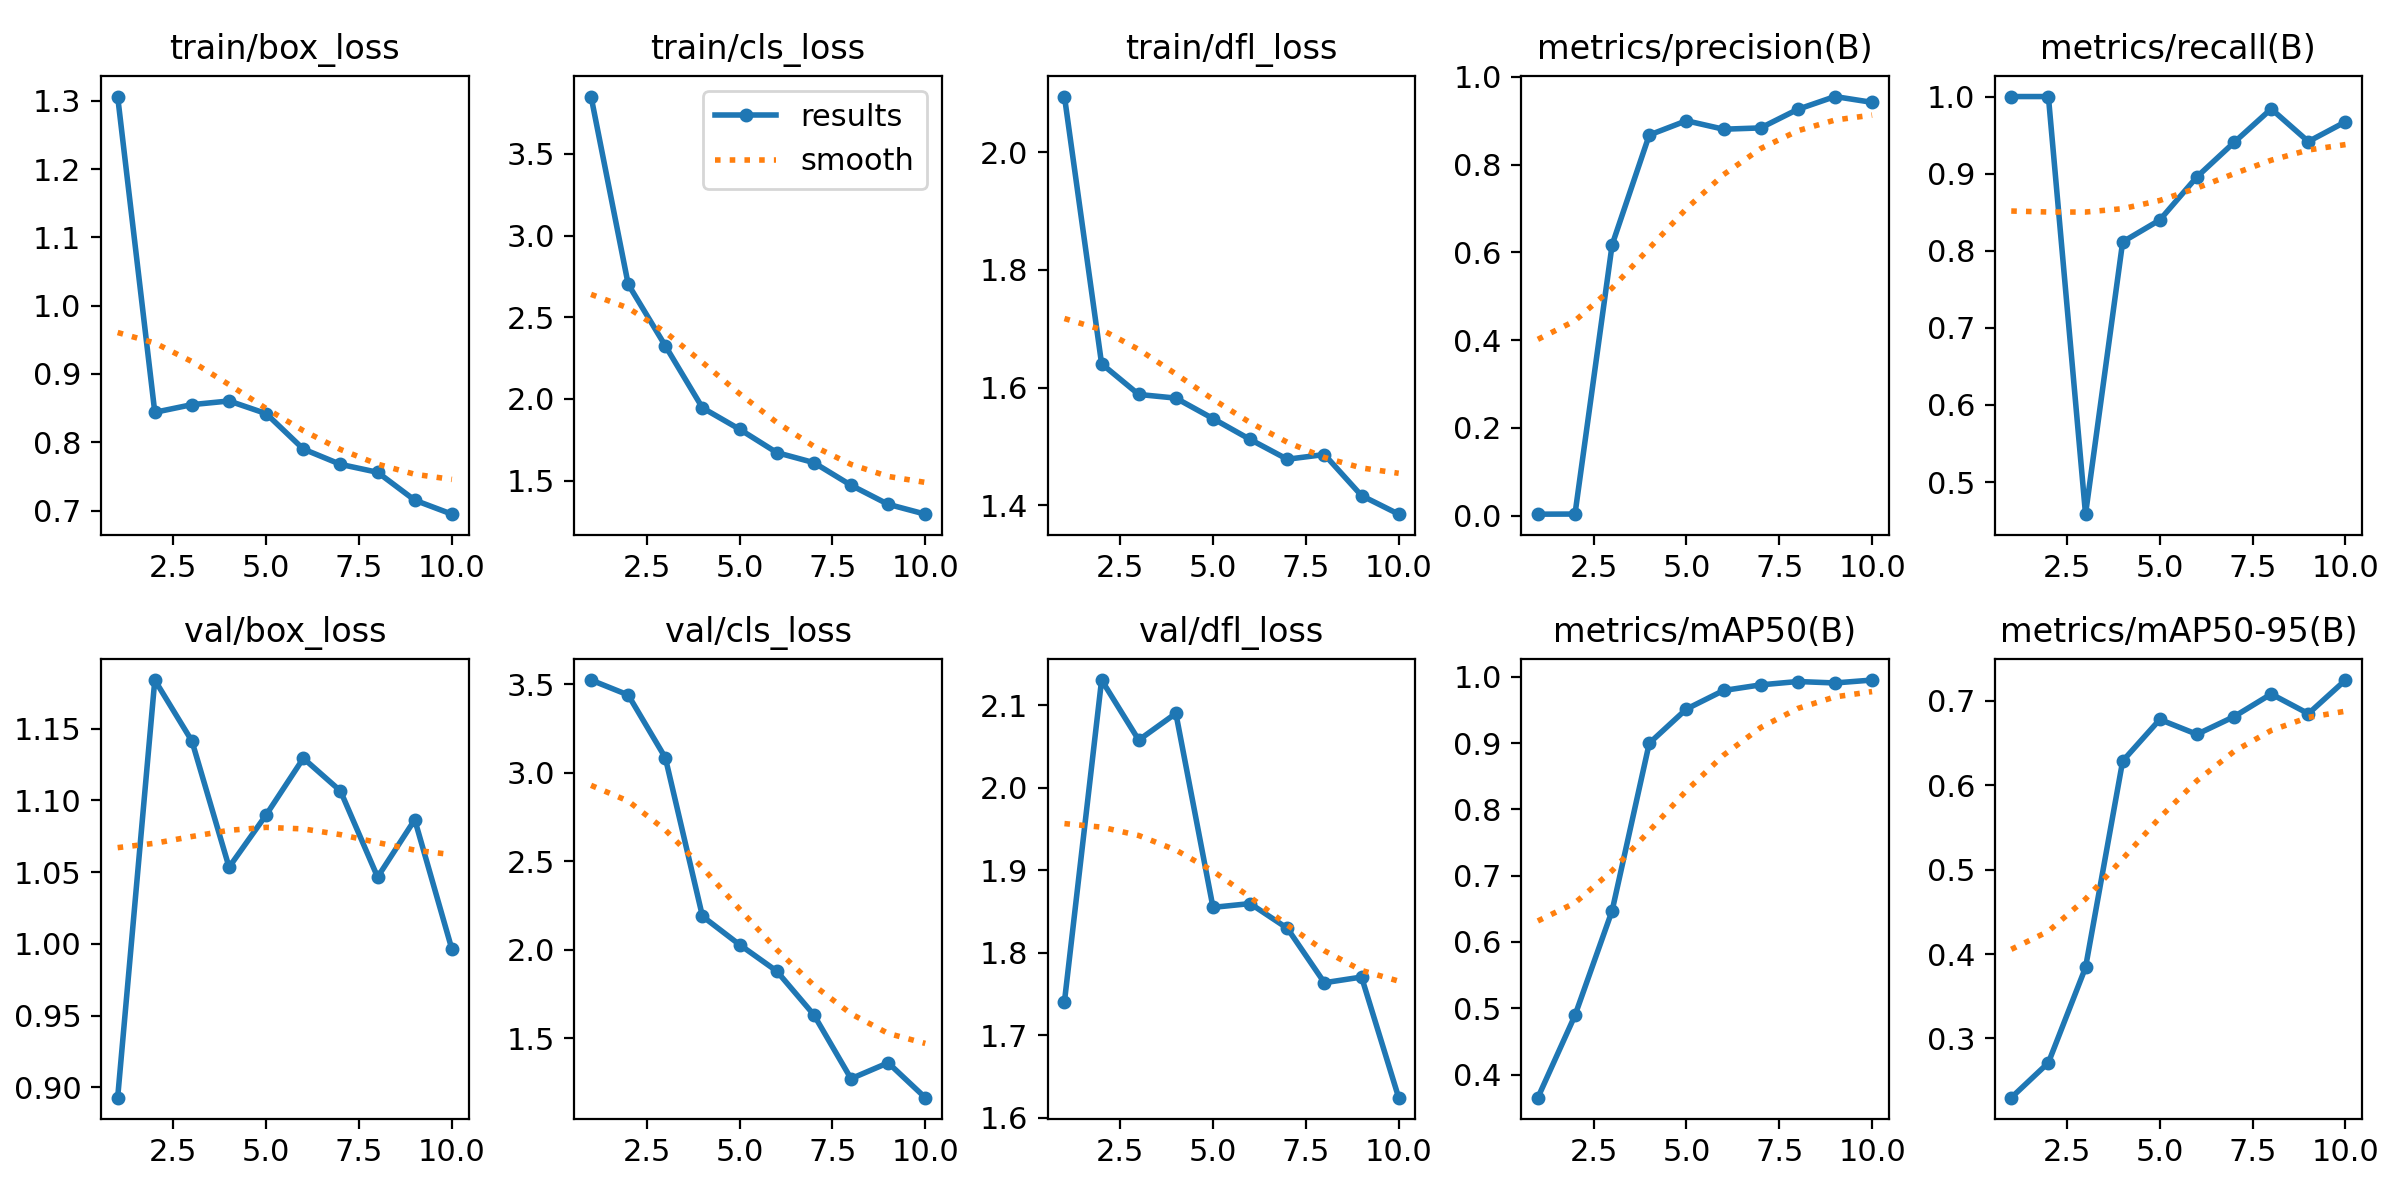 train/box_loss
1.3
1.2
1.1
1.0
0.9
0.8
0.7
2.5 5.0 7.5 10.0
train/cls_loss
results
smooth
3.5
3.0
2.5
2.0
1.5
2.5 5.0 7.5 10.0
train/dfl_loss
2.0
1.8
1.6
1.4
2.5 5.0 7.5 10.0
metrics/precision(B)
1.0
0.8
0.6
0.4
0.2
0.0
2.5 5.0 7.5 10.0
metrics/recall(B)
1.0
0.9
0.8
0.7
0.6
0.5
2.5 5.0 7.5 10.0
val/box_loss
1.15
1.10
1.05
1.00
0.95
0.90
2.5 5.0 7.5 10.0
val/cls_loss
3.5
3.0
2.5
2.0
1.5
2.5 5.0 7.5 10.0
val/dfl_loss
2.1
2.0
1.9
1.8
1.7
1.6
2.5 5.0 7.5 10.0
metrics/mAP50(B)
1.0
0.9
0.8
0.7
0.6
0.5
0.4
2.5 5.0 7.5 10.0
metrics/mAP50-95(B)
0.7
0.6
0.5
0.4
0.3
2.5 5.0 7.5 10.0